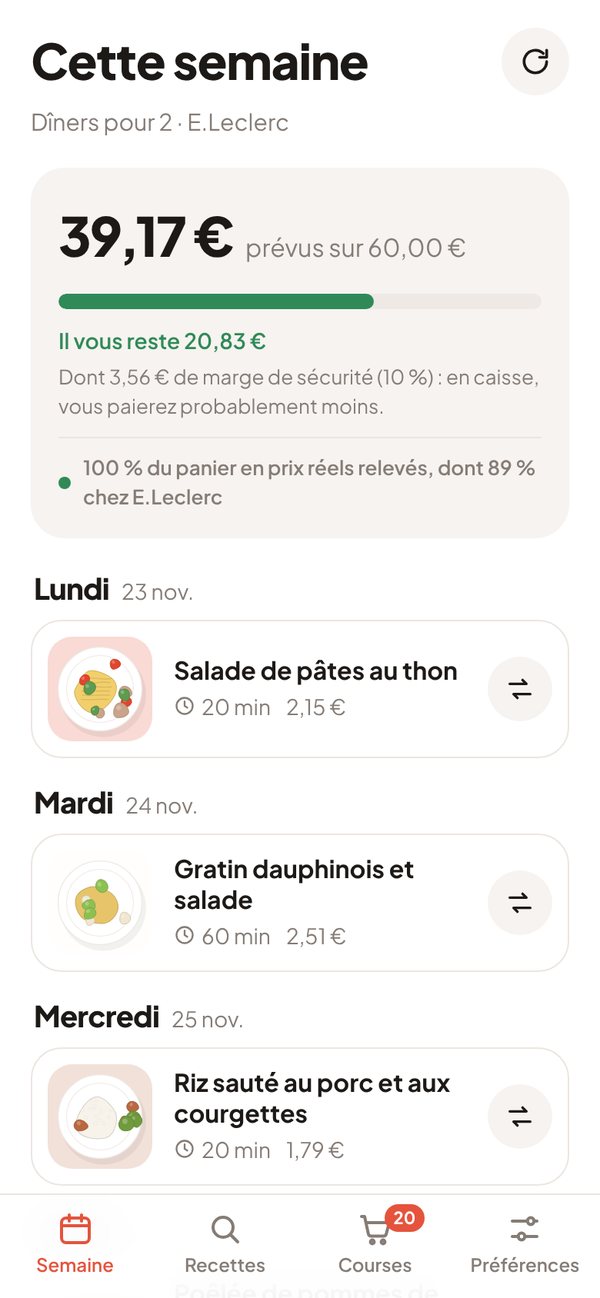 Cette semaine
Dîners pour 2 · E.Leclerc
39,17 € prévus sur 60,00 €
Il vous reste 20,83 €
Dont 3,56 € de marge de sécurité (10 %) : en caisse,
vous paierez probablement moins.
100 % du panier en prix réels relevés, dont 89 %
chez E.Leclerc
Lundi 23 nov.
Salade de pâtes au thon
20 min 2,15 €
Mardi 24 nov.
Gratin dauphinois et
salade
60 min 2,51 €
Mercredi 25 nov.
Riz sauté au porc et aux
courgettes
20 min 1,79 €
20
Semaine Recettes Courses Préférences
Poêlée de pommes de